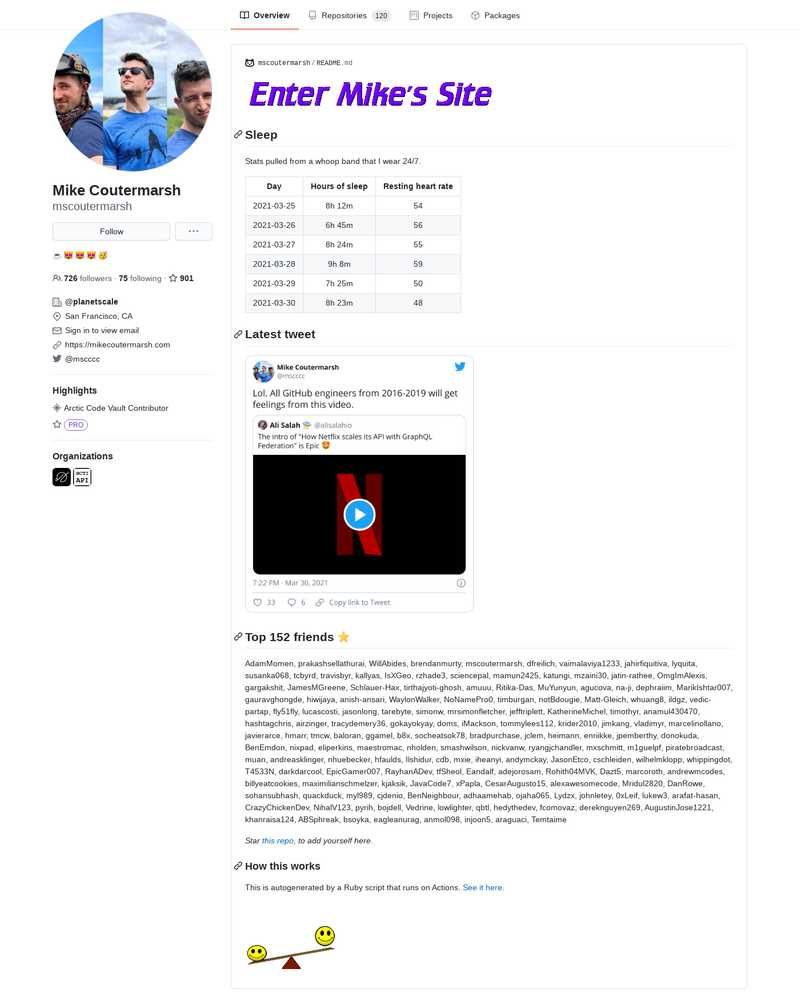 Overview
Repositories 120
Projects
Packages
Mike Coutermarsh
mscoutermarsh
Follow
...
726 followers · 75 following · 901
@planetscale
San Francisco, CA
Sign in to view email
https://mikecoutermarsh.com
@mscccc
Highlights
Arctic Code Vault Contributor
PRO
Organizations
HCTI
API
mscoutermarsh/README.md
Enter Mike's Site
Sleep
Stats pulled from a whoop band that I wear 24/7.
Day Hours of sleep Resting heart rate
2021-03-25 8h 12m 54
2021-03-26 6h 45m 56
2021-03-27 8h 24m 55
2021-03-28 9h 8m 59
2021-03-29 7h 25m 50
2021-03-30 8h 23m 48
Latest tweet
Mike Coutermarsh
@mscccc
Lol. All GitHub engineers from 2016-2019 will get
feelings from this video.
Ali Salah @alisalahio
The intro of "How Netflix scales its API with GraphQL
Federation" is Epic 🤩
N
7:22 PM · Mar 30, 2021
33 6 Copy link to Tweet
Top 152 friends ⭐
AdamMomen, prakashsellathurai, WillAbides, brendanmurty, mscoutermarsh, dfreilich, vaimalaviya1233, jahirfiquitiva, lyquita,
susanka068, tcbyrd, travisbyr, kallyas, IsXGeo, rzhade3, sciencepal, mamun2425, katungi, mzaini30, jatin-rathee, OmgImAlexis,
gargakshit, JamesMGreene, Schlauer-Hax, tirthajyoti-ghosh, amuuu, Ritika-Das, MuYunyun, agucova, na-ji, dephraiim, MarikIshtar007,
gauravghongde, hiwijaya, anish-ansari, WaylonWalker, NoNamePro0, timburgan, notBdougie, Matt-Gleich, whuang8, ildgz, vedic-
partap, fly51fly, lucascosti, jasonlong, tarebyte, simonw, mrsimonfletcher, jefftriplett, KatherineMichel, timothyr, anamul430470,
hashtagchris, airzinger, tracydemery36, gokayokyay, doms, iMackson, tommylees112, krider2010, jimkang, vladimyr, marcelinollano,
javierarce, hmarr, tmcw, baloran, ggamel, b8x, socheatsok78, bradpurchase, jclem, heimann, enriikke, jpemberthy, donokuda,
BenEmdon, nixpad, eliperkins, maestromac, nholden, smashwilson, nickvanw, ryangjchandler, mxschmitt, m1guelpf, piratebroadcast,
muan, andreasklinger, nhuebecker, hfaulds, Ilshidur, cdb, mxie, iheanyi, andymckay, JasonEtco, cschleiden, wilhelmklopp, whippingdot,
T4533N, darkdarcool, EpicGamer007, RayhanADev, tfSheol, Eandalf, adejorosam, Rohith04MVK, Dazt5, marcoroth, andrewmcodes,
billyeatcookies, maximilianschmelzer, kjaksik, JavaCode7, xPapla, CesarAugusto15, alexawesomecode, Mridul2820, DanRowe,
sohansubhash, quackduck, myl989, cjdenio, BenNeighbour, adhaamehab, ojaha065, Lydzx, johnletey, 0xLeif, lukew3, arafat-hasan,
CrazyChickenDev, NihalV123, pyrih, bojdell, Vedrine, lowlighter, qbtl, hedythedev, fcomovaz, dereknguyen269, AugustinJose1221,
khanraisa124, ABSphreak, bsoyka, eagleanurag, anmol098, injoon5, araguaci, Temtaime
Star this repo, to add yourself here.
How this works
This is autogenerated by a Ruby script that runs on Actions. See it here.